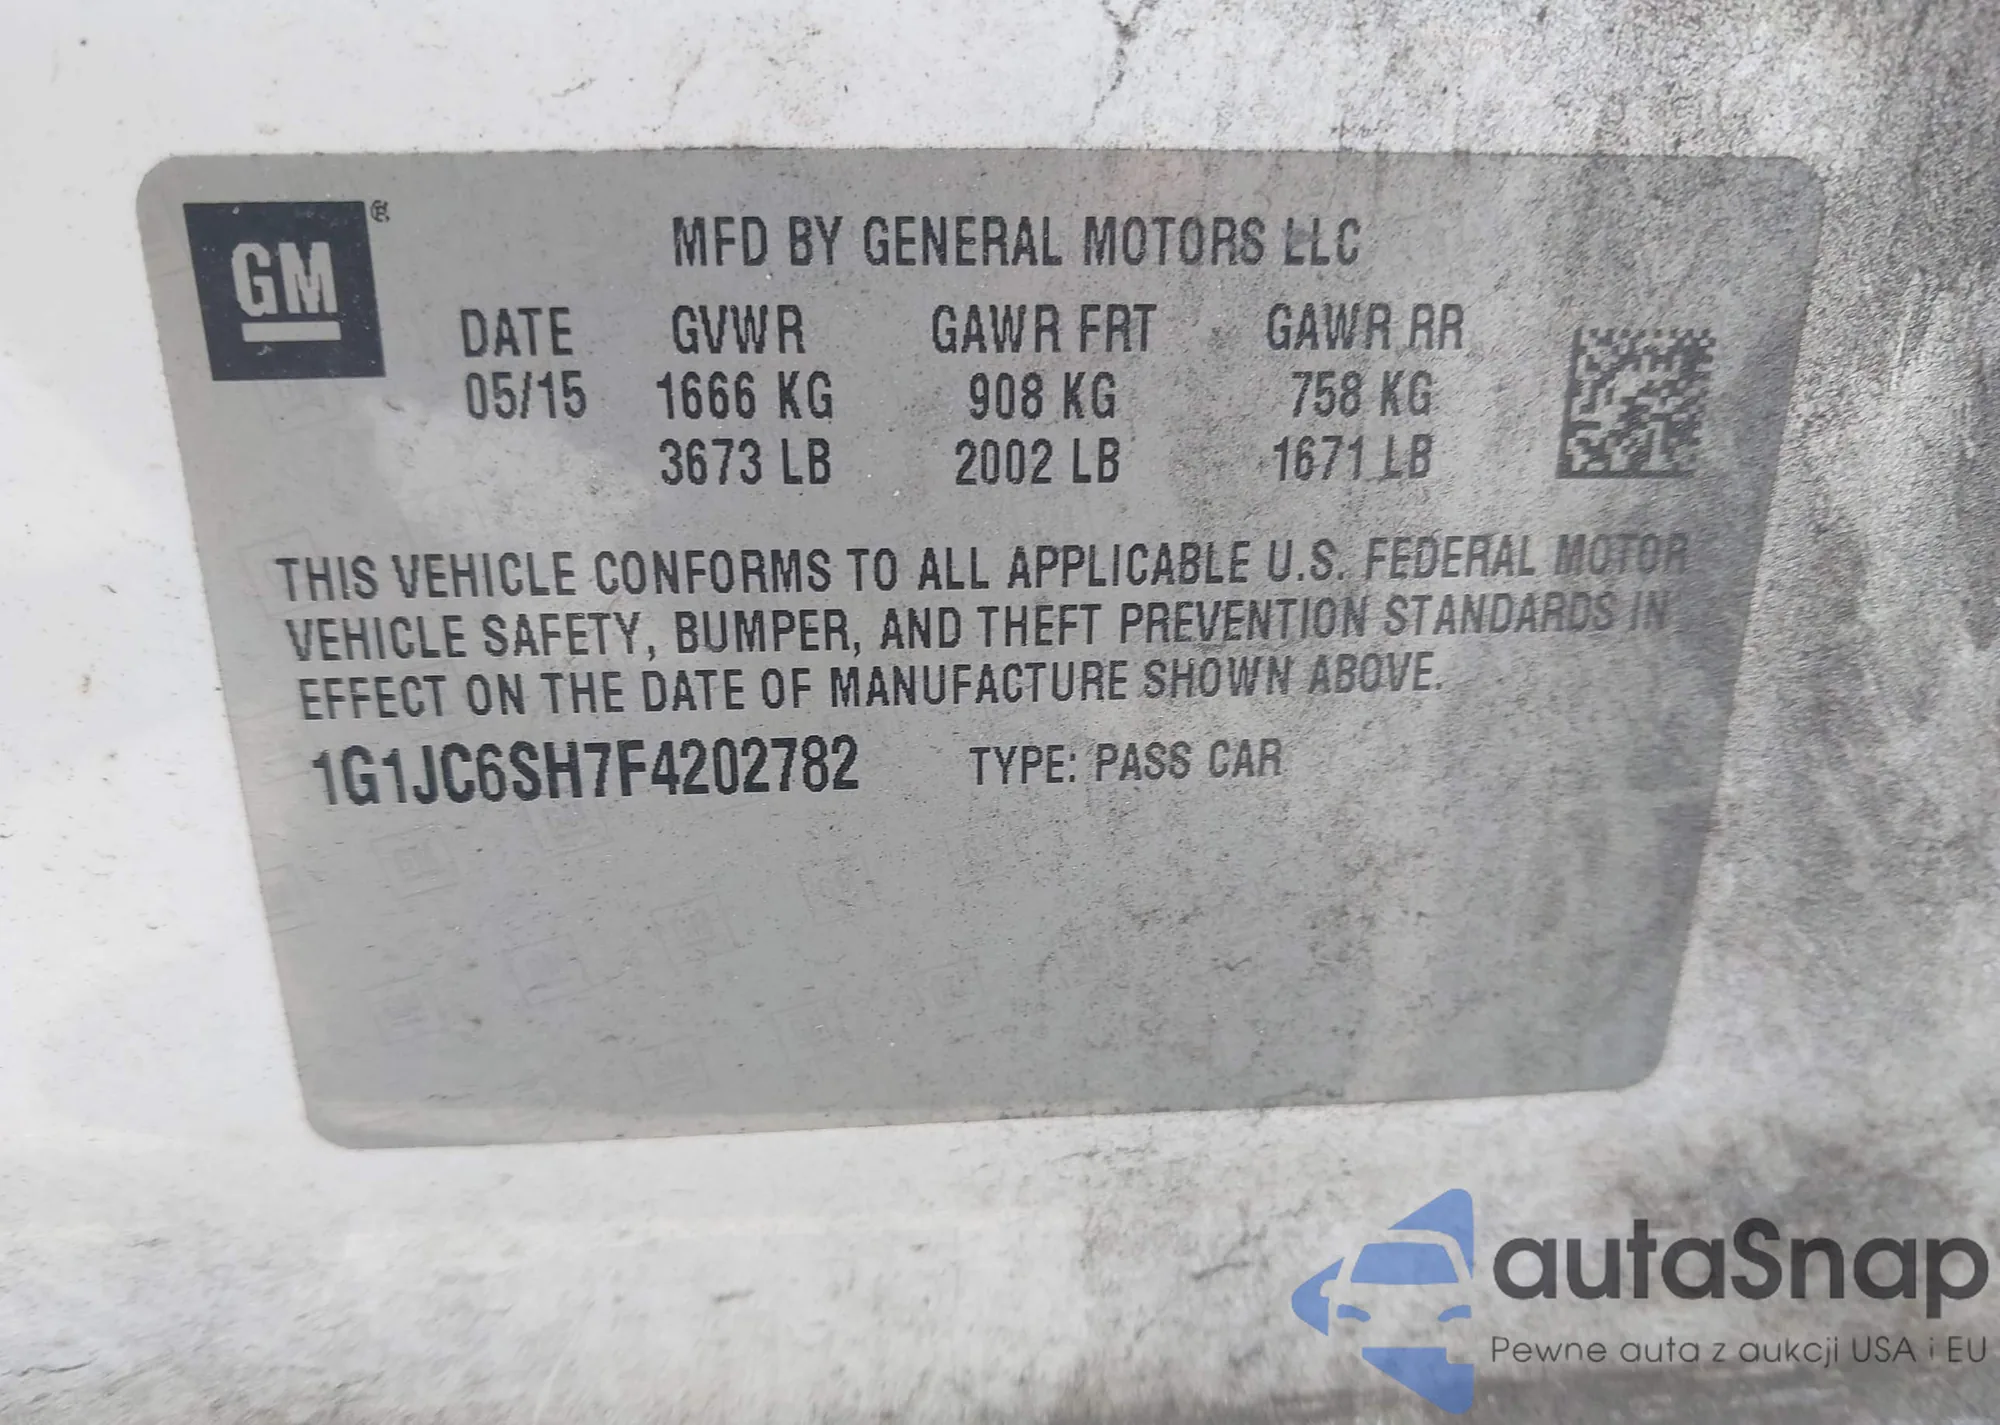 GM ®
MFD BY GENERAL MOTORS LLC
DATE GVWR GAWR FRT GAWR RR
05/15 1666 KG 908 KG 758 KG
3673 LB 2002 LB 1671 LB
THIS VEHICLE CONFORMS TO ALL APPLICABLE U.S. FEDERAL MOTOR
VEHICLE SAFETY, BUMPER, AND THEFT PREVENTION STANDARDS IN
EFFECT ON THE DATE OF MANUFACTURE SHOWN ABOVE.
1G1JC6SH7F4202782 TYPE: PASS CAR
autaSnap
Pewne auta z aukcji USA i EU